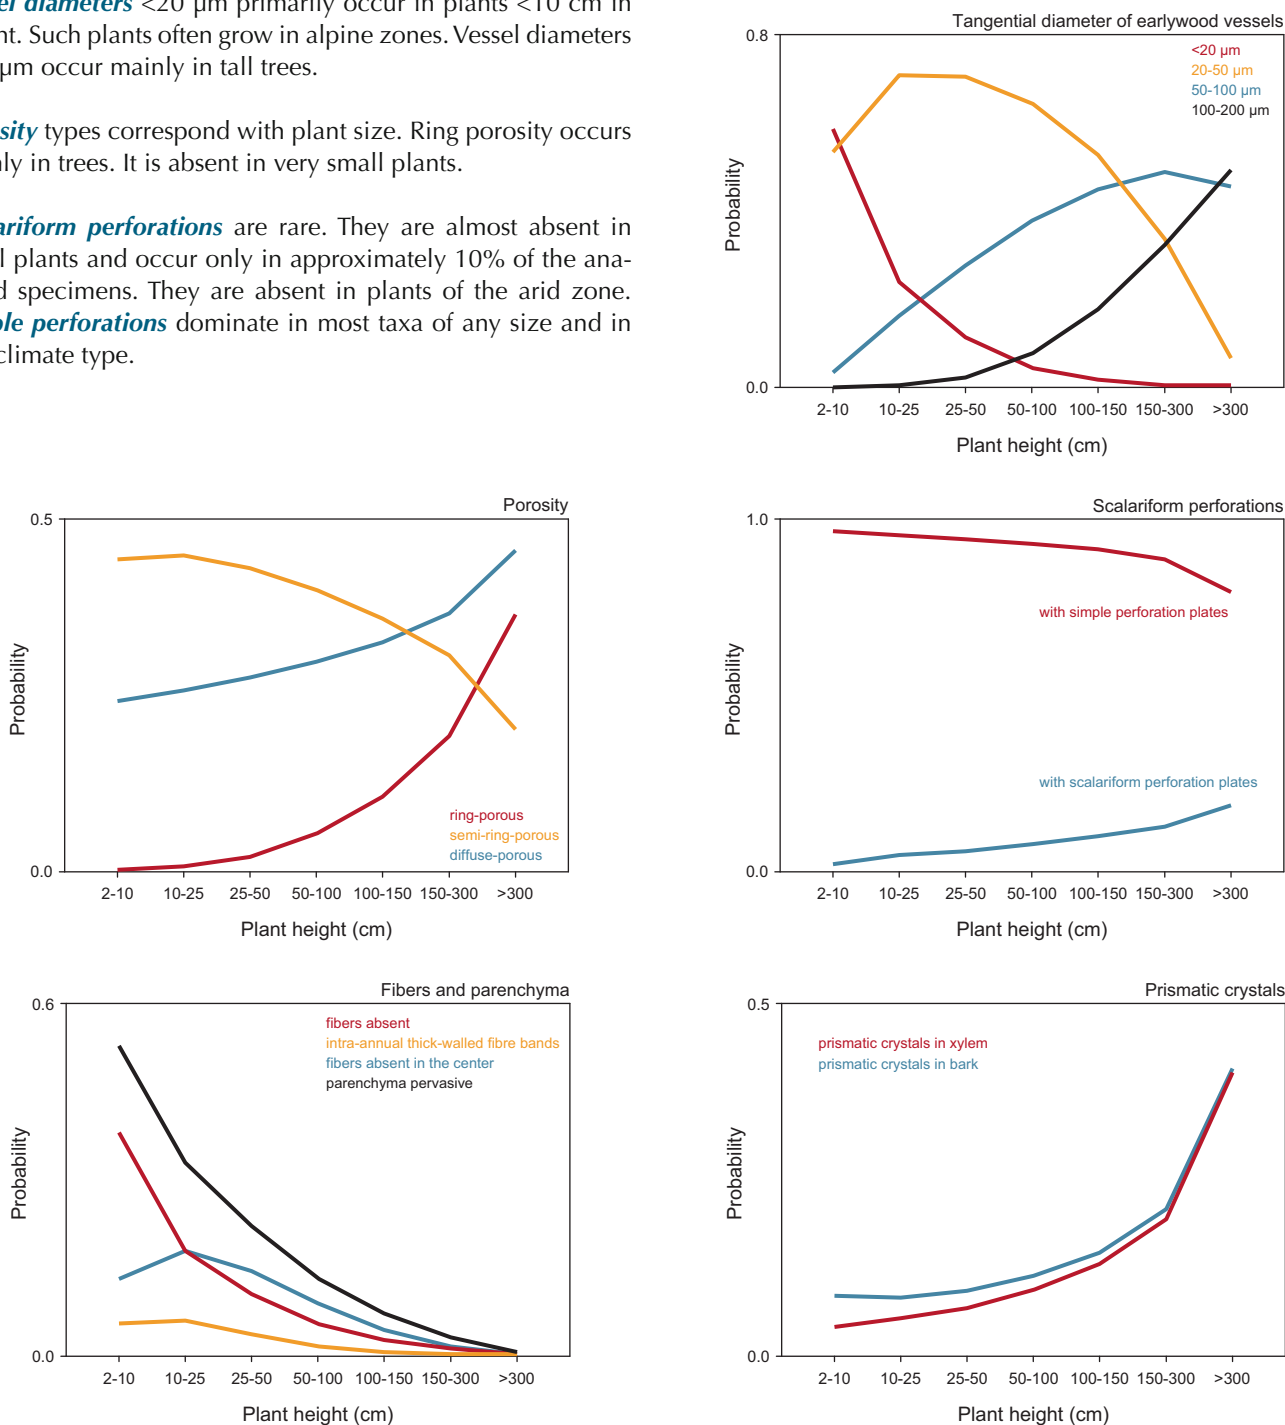 el diameters <20 µm primarily occur in plants <10 cm in
nt. Such plants often grow in alpine zones. Vessel diameters
µm occur mainly in tall trees.
sity types correspond with plant size. Ring porosity occurs
nly in trees. It is absent in very small plants.
ariform perforations are rare. They are almost absent in
l plants and occur only in approximately 10% of the ana-
d specimens. They are absent in plants of the arid zone.
ple perforations dominate in most taxa of any size and in
climate type.
Tangential diameter of earlywood vessels
0.8
<20 µm
20-50 µm
50-100 µm
100-200 µm
Probability
0.0
2-10 10-25 25-50 50-100 100-150 150-300 >300
Plant height (cm)
Porosity
0.5
Probability
ring-porous
semi-ring-porous
diffuse-porous
0.0
2-10 10-25 25-50 50-100 100-150 150-300 >300
Plant height (cm)
Scalariform perforations
1.0
with simple perforation plates
Probability
with scalariform perforation plates
0.0
2-10 10-25 25-50 50-100 100-150 150-300 >300
Plant height (cm)
Fibers and parenchyma
0.6
fibers absent
intra-annual thick-walled fibre bands
fibers absent in the center
parenchyma pervasive
Probability
0.0
2-10 10-25 25-50 50-100 100-150 150-300 >300
Plant height (cm)
Prismatic crystals
0.5
prismatic crystals in xylem
prismatic crystals in bark
Probability
0.0
2-10 10-25 25-50 50-100 100-150 150-300 >300
Plant height (cm)